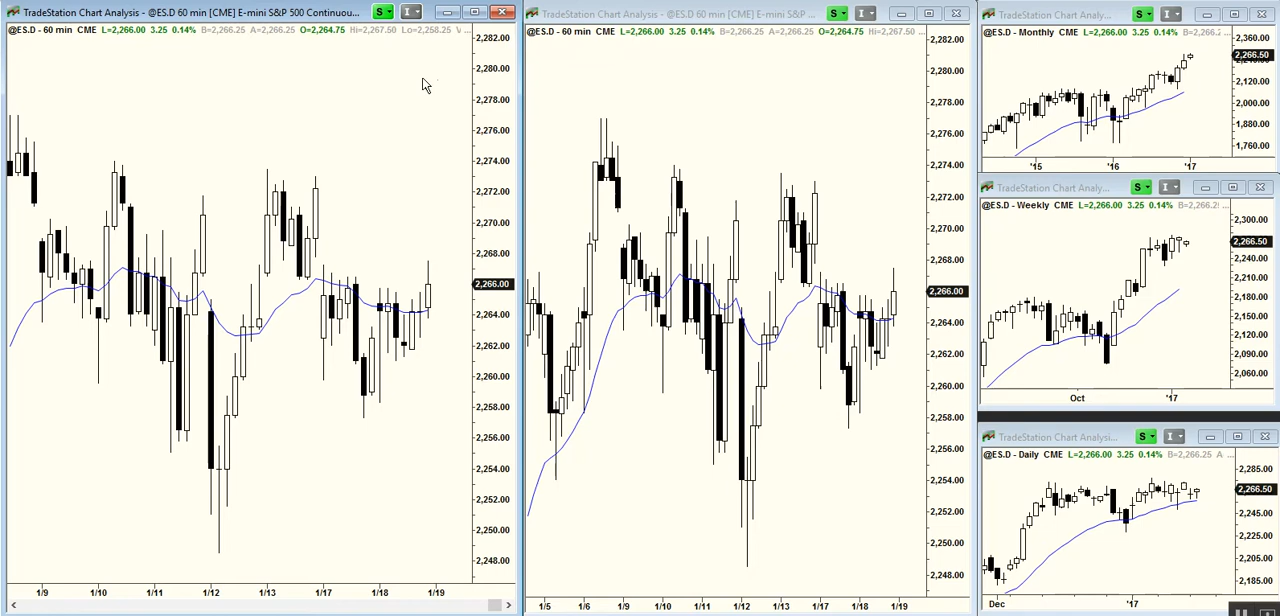 TradeStation Chart Analysis - @ES.D 60 min [CME] E-mini S&P 500 Continuou...
S
I
@ES.D - 60 min CME L=2,266.00 3.25 0.14% B=2,266.25 A=2,266.25 O=2,264.75 Hi=2,267.50 Lo=2,258.25 V ...
2,282.00
2,280.00
2,278.00
2,276.00
2,274.00
2,272.00
2,270.00
2,268.00
2,266.00
2,264.00
2,262.00
2,260.00
2,258.00
2,256.00
2,254.00
2,252.00
2,250.00
2,248.00
1/9 1/10 1/11 1/12 1/13 1/17 1/18 1/19
TradeStation Chart Analysis - @ES.D 60 min [CME] E-mini S&P ...
S
I
@ES.D - 60 min CME L=2,266.00 3.25 0.14% B=2,266.25 A=2,266.25 O=2,264.75 Hi=2,267.50 ...
2,282.00
2,280.00
2,278.00
2,276.00
2,274.00
2,272.00
2,270.00
2,268.00
2,266.00
2,264.00
2,262.00
2,260.00
2,258.00
2,256.00
2,254.00
2,252.00
2,250.00
2,248.00
1/5 1/6 1/9 1/10 1/11 1/12 1/13 1/17 1/18 1/19
TradeStation Chart Analy...
S
I
@ES.D - Monthly CME L=2,266.00 3.25 0.14% B=2,266.2...
2,360.00
2,266.50
2,120.00
2,000.00
1,880.00
1,760.00
'15 '16 '17
TradeStation Chart Analy...
S
I
@ES.D - Weekly CME L=2,266.00 3.25 0.14% B=2,266.2...
2,300.00
2,266.50
2,240.00
2,210.00
2,180.00
2,150.00
2,120.00
2,090.00
2,060.00
Oct '17
TradeStation Chart Analysi...
S
I
@ES.D - Daily CME L=2,266.00 3.25 0.14% B=2,266.25 A ...
2,285.00
2,266.50
2,245.00
2,225.00
2,205.00
2,185.00
Dec '17